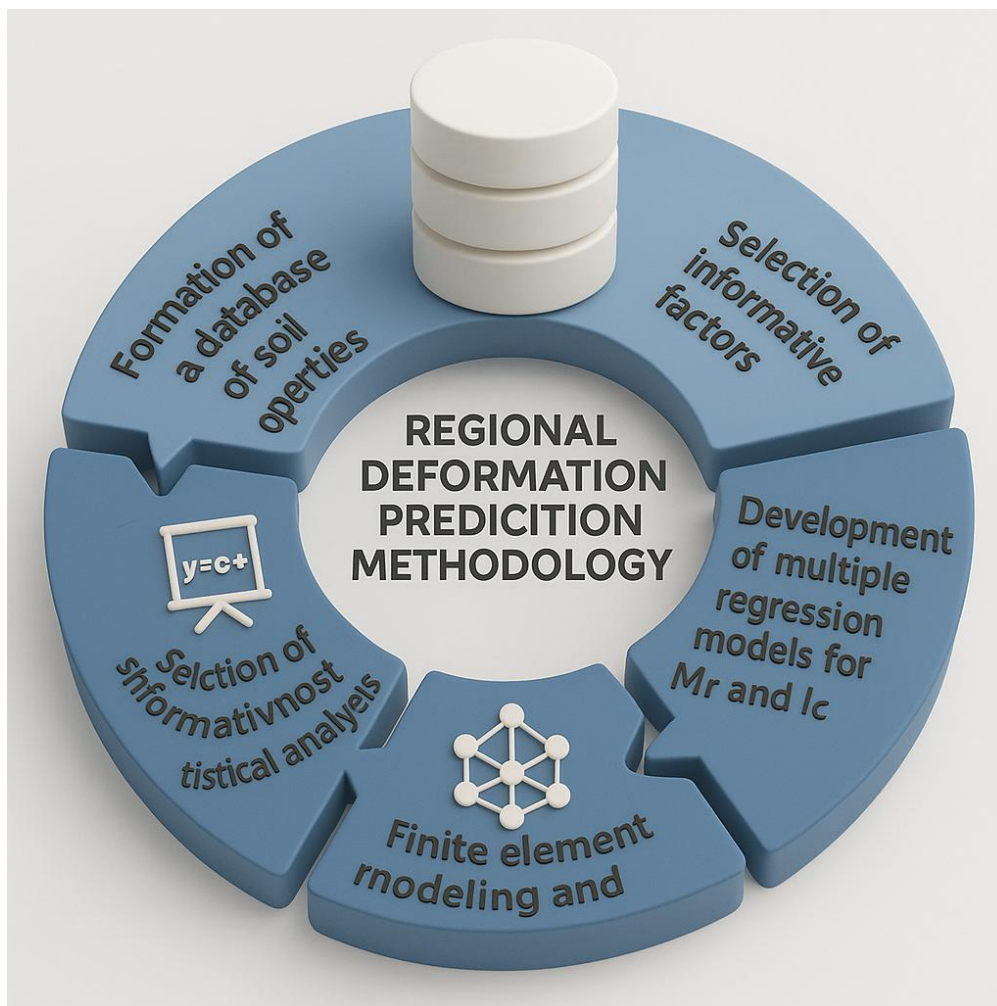 Formation of
a database
of soil
operties
Selection of
informative
factors
REGIONAL
DEFORMATION
PREDICITION
METHODOLOGY
Development
of multiple
regression
models for
Mr and Ic
y=c+
Selction of
shformativnost
tistical analyels
Finite element
rnodeling and